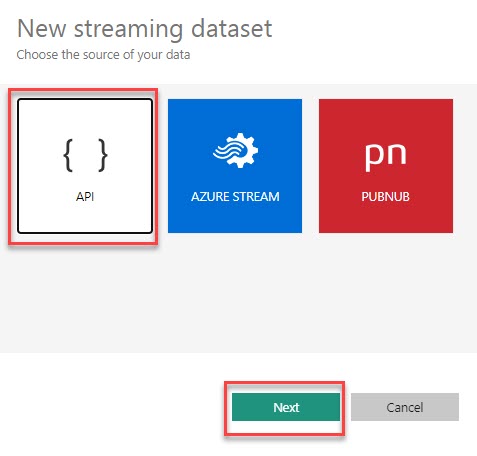 New streaming dataset
Choose the source of your data
{ }
pn
API
AZURE STREAM
PUBNUB
Next
Cancel